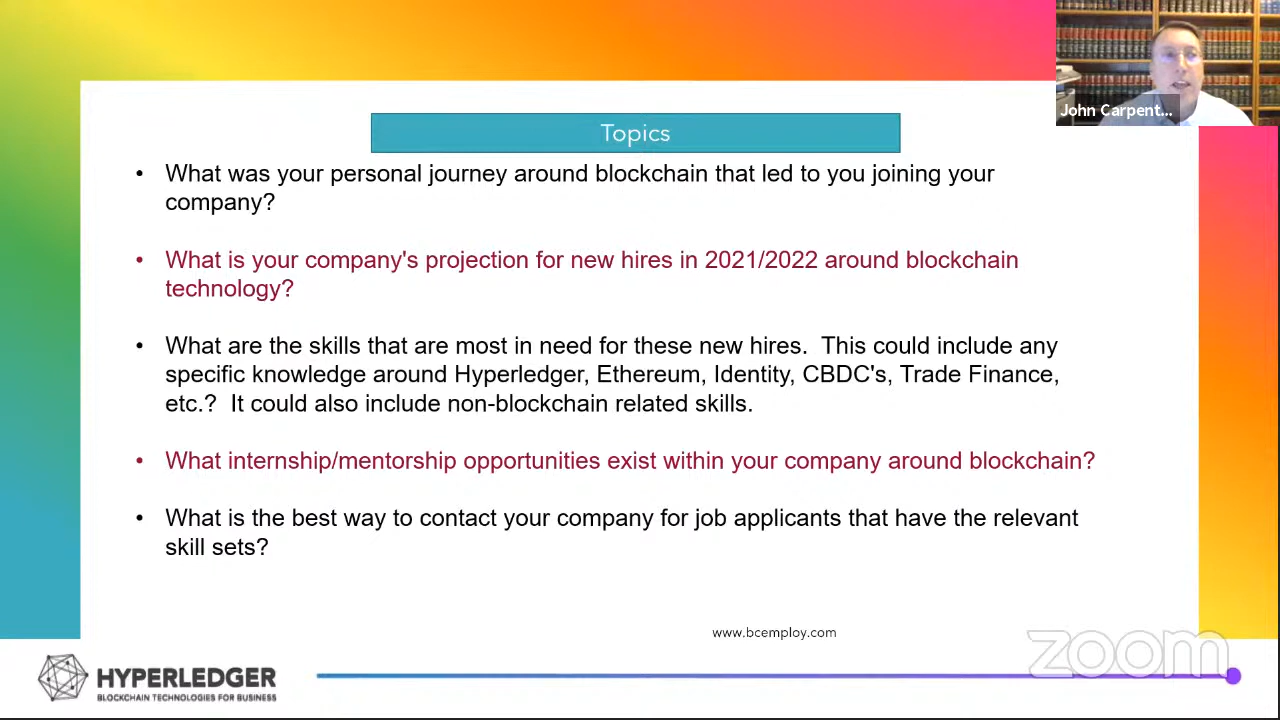 John Carpent...
Topics
• What was your personal journey around blockchain that led to you joining your
company?
• What is your company's projection for new hires in 2021/2022 around blockchain
technology?
• What are the skills that are most in need for these new hires.  This could include any
specific knowledge around Hyperledger, Ethereum, Identity, CBDC's, Trade Finance,
etc.?  It could also include non-blockchain related skills.
• What internship/mentorship opportunities exist within your company around blockchain?
• What is the best way to contact your company for job applicants that have the relevant
skill sets?
www.bcemploy.com
zoom
HYPERLEDGER
BLOCKCHAIN TECHNOLOGIES FOR BUSINESS